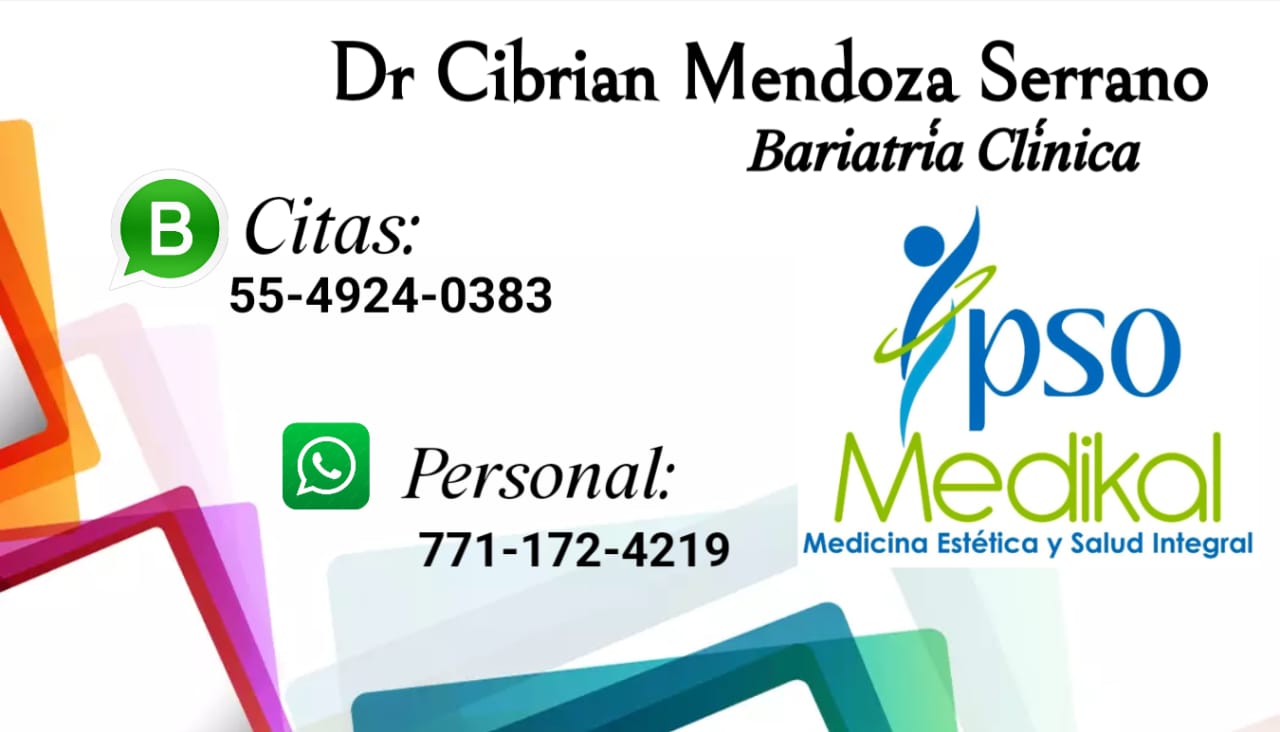 Dr Cibrian Mendoza Serrano
Bariatría Clínica
B Citas:
55-4924-0383
Personal:
771-172-4219
Ipso
Medikal
Medicina Estética y Salud Integral